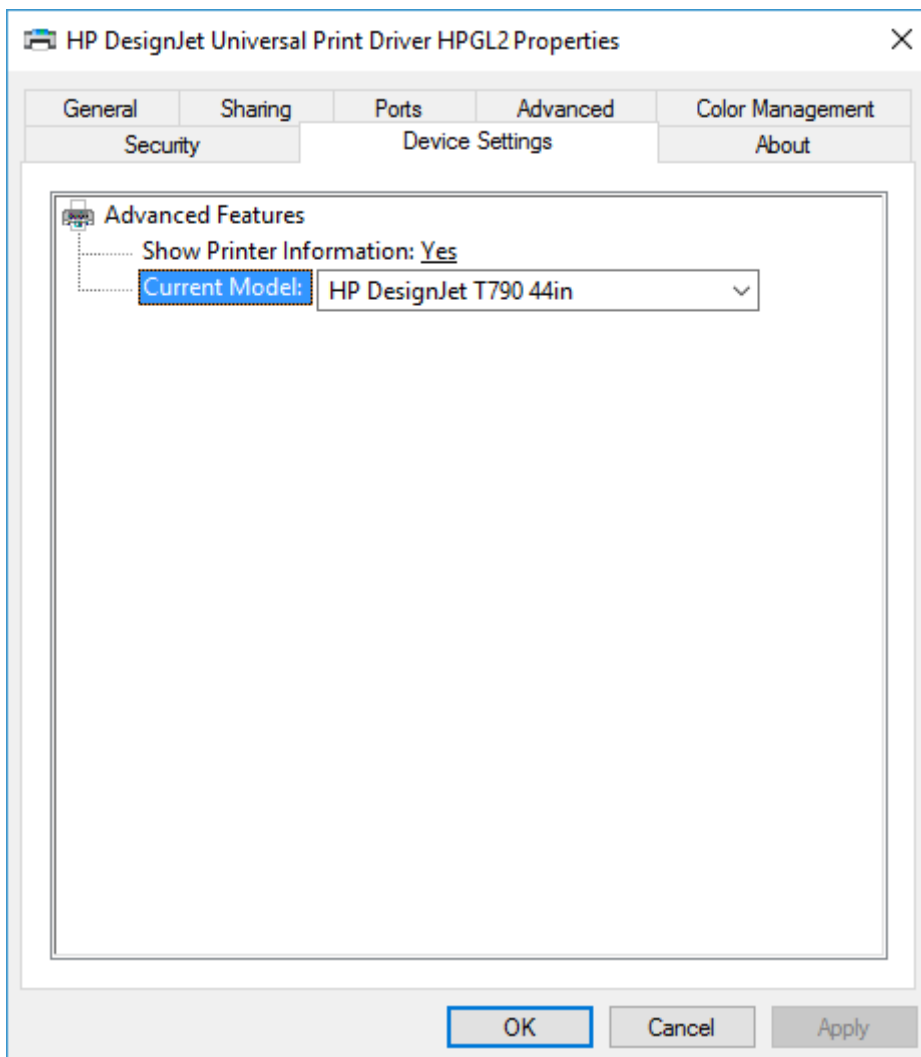 HP DesignJet Universal Print Driver HPGL2 Properties
General Sharing Ports Advanced Color Management
Security Device Settings About
Advanced Features
Show Printer Information: Yes
Current Model: HP DesignJet T790 44in
OK Cancel Apply